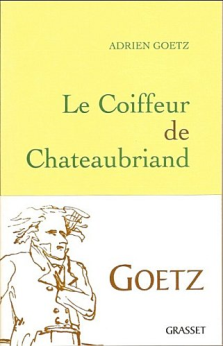 ADRIEN GOETZ
Le Coiffeur
de
Chateaubriand
GOETZ
GRASSET